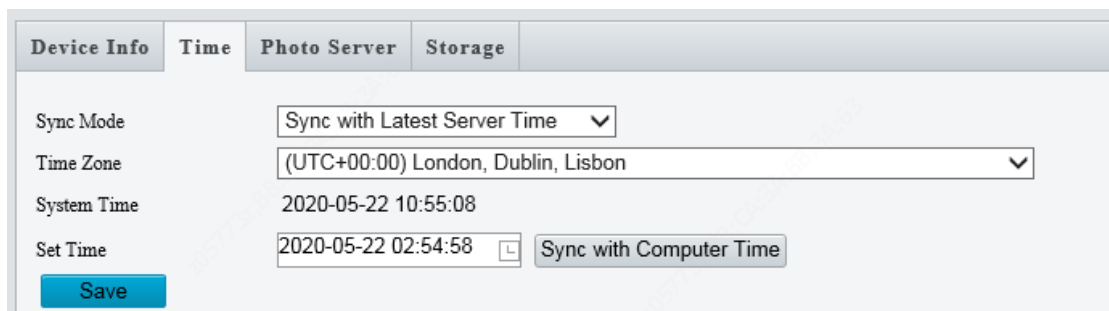 Device Info Time Photo Server Storage
Sync Mode Sync with Latest Server Time
Time Zone (UTC+00:00) London, Dublin, Lisbon
System Time 2020-05-22 10:55:08
Set Time 2020-05-22 02:54:58 Sync with Computer Time
Save